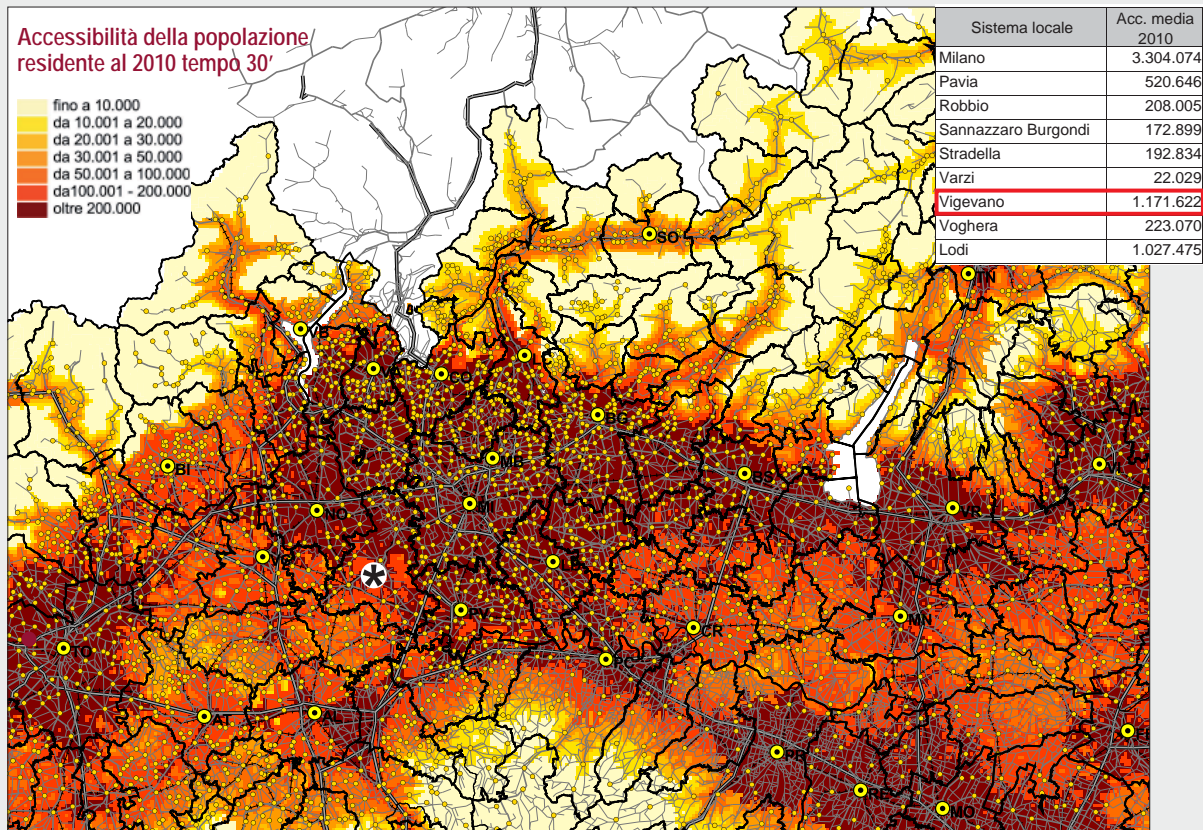 Accessibilità della popolazione
residente al 2010 tempo 30'
fino a 10.000
da 10.001 a 20.000
da 20.001 a 30.000
da 30.001 a 50.000
da 50.001 a 100.000
da100.001 - 200.000
oltre 200.000
Sistema locale Acc. media 2010
Milano 3.304.074
Pavia 520.646
Robbio 208.005
Sannazzaro Burgondi 172.899
Stradella 192.834
Varzi 22.029
Vigevano 1.171.622
Voghera 223.070
Lodi 1.027.475
SO
VB
CO
BG
BI
MB
BS
VI
NO
MI
VR
*
PV
MN
CR
TO
PC
AT
AL
PR
RE
MO